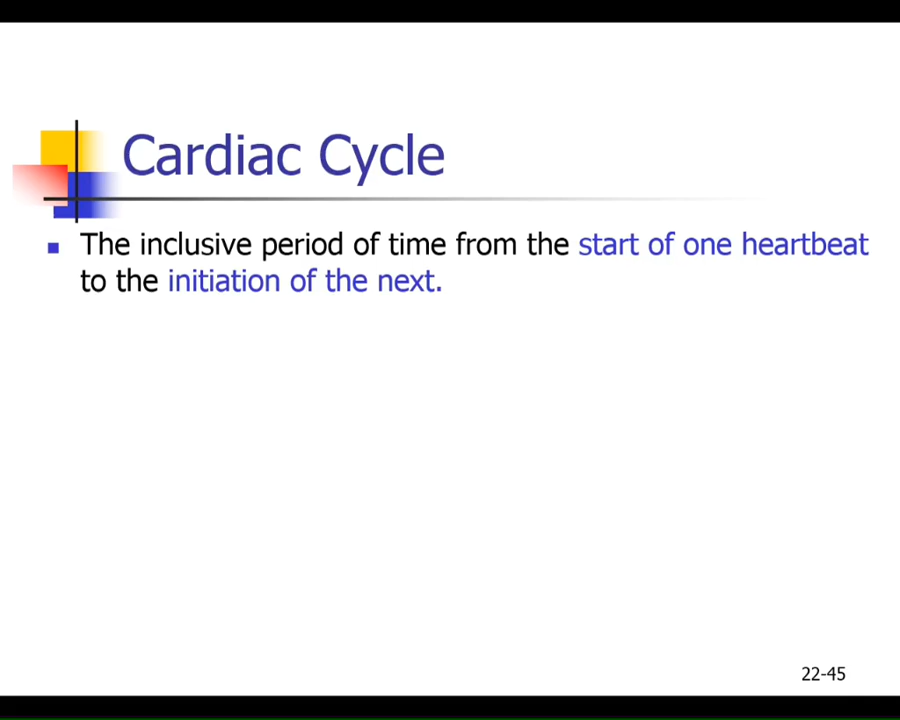 Cardiac Cycle
The inclusive period of time from the start of one heartbeat
to the initiation of the next.
22-45